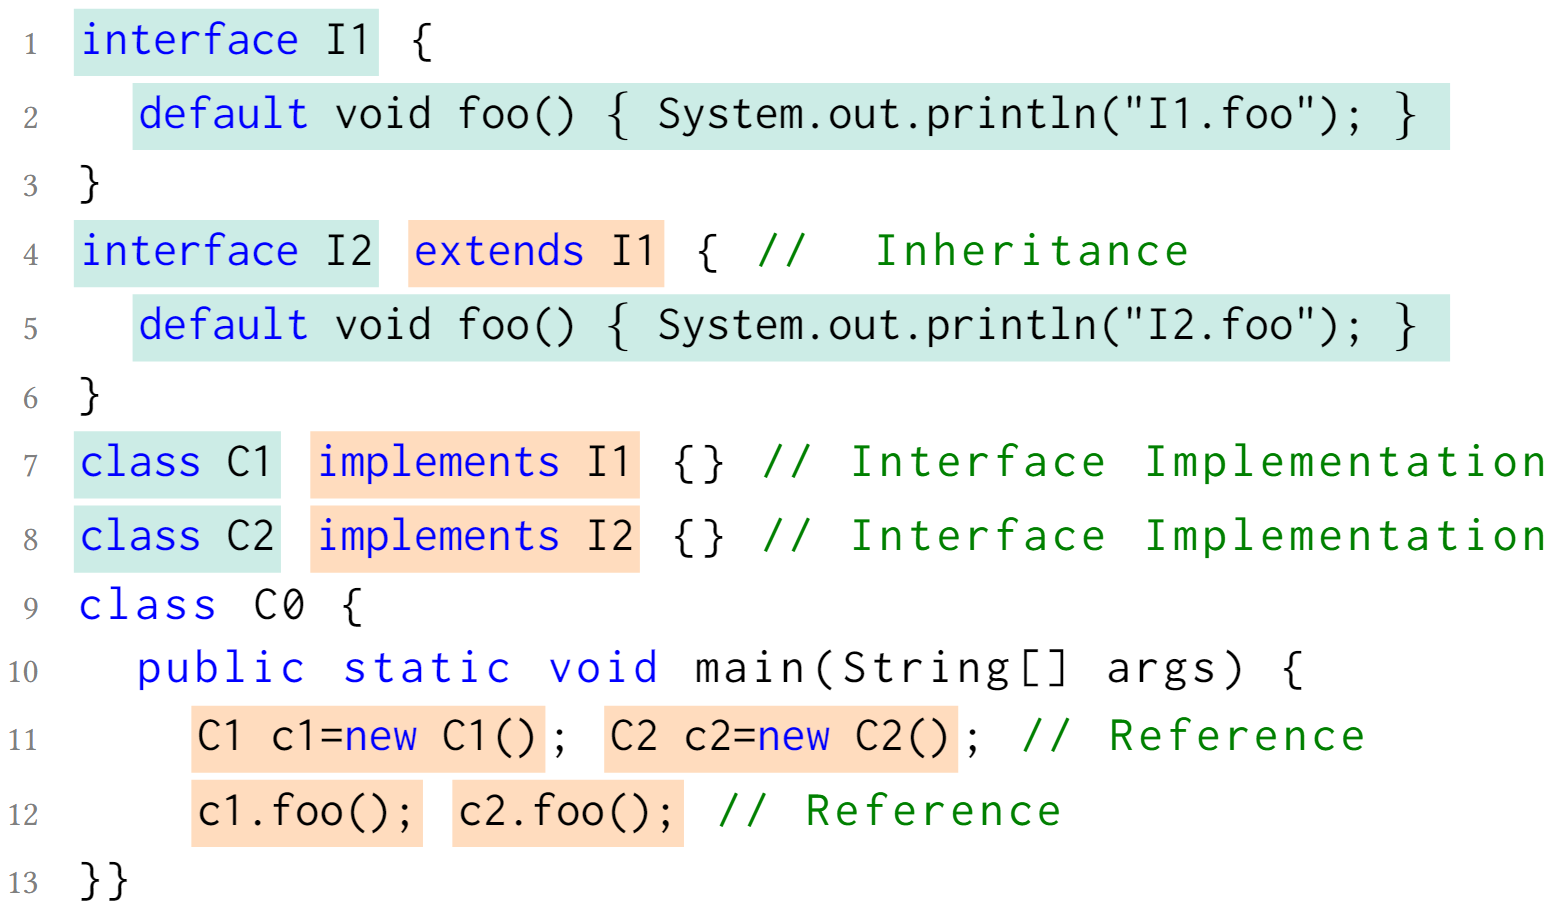 1 interface I1 {
2 default void foo() { System.out.println("I1.foo"); }
3 }
4 interface I2 extends I1 { // Inheritance
5 default void foo() { System.out.println("I2.foo"); }
6 }
7 class C1 implements I1 {} // Interface Implementation
8 class C2 implements I2 {} // Interface Implementation
9 class C0 {
10 public static void main(String[] args) {
11 C1 c1=new C1(); C2 c2=new C2(); // Reference
12 c1.foo(); c2.foo(); // Reference
13 }}